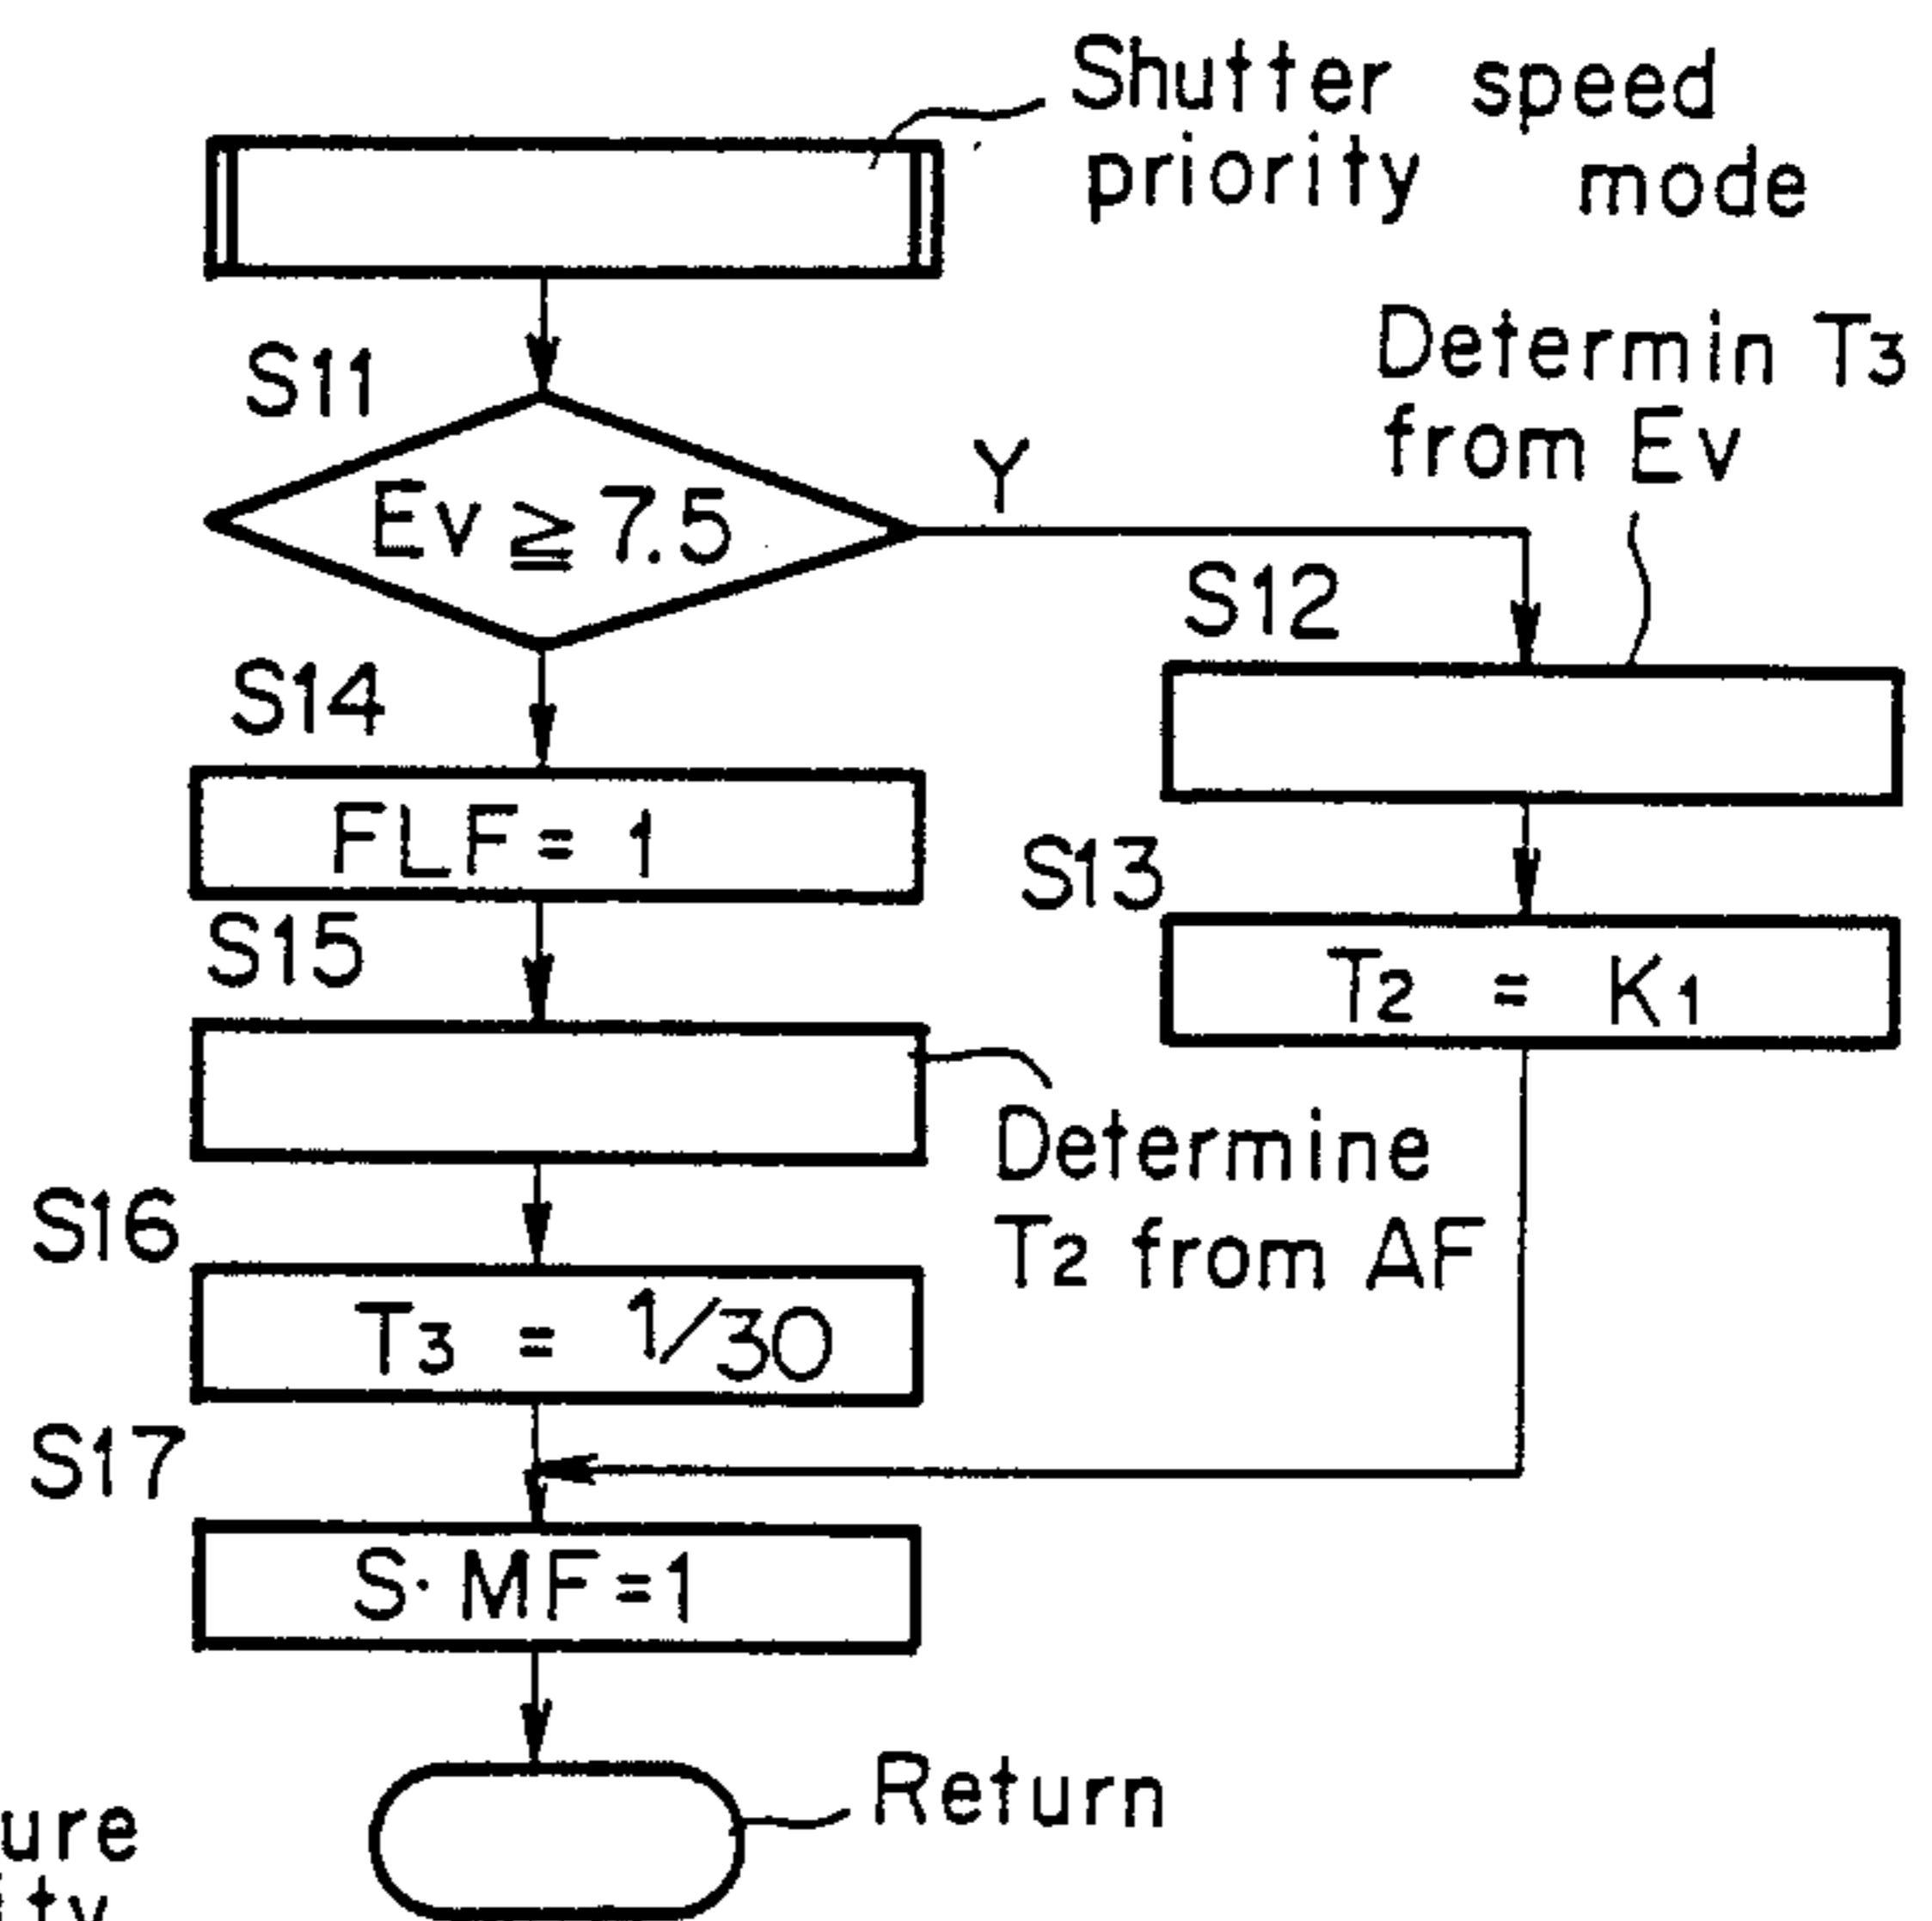 Shutter speed
priority mode
S11
Determin T3
from Ev
Ev ≧ 7.5
Y
S12
S14
FLF = 1
S13
S15
T2 = K1
Determine
T2 from AF
S16
T3 = 1/30
S17
S·MF=1
Return
ure
ity